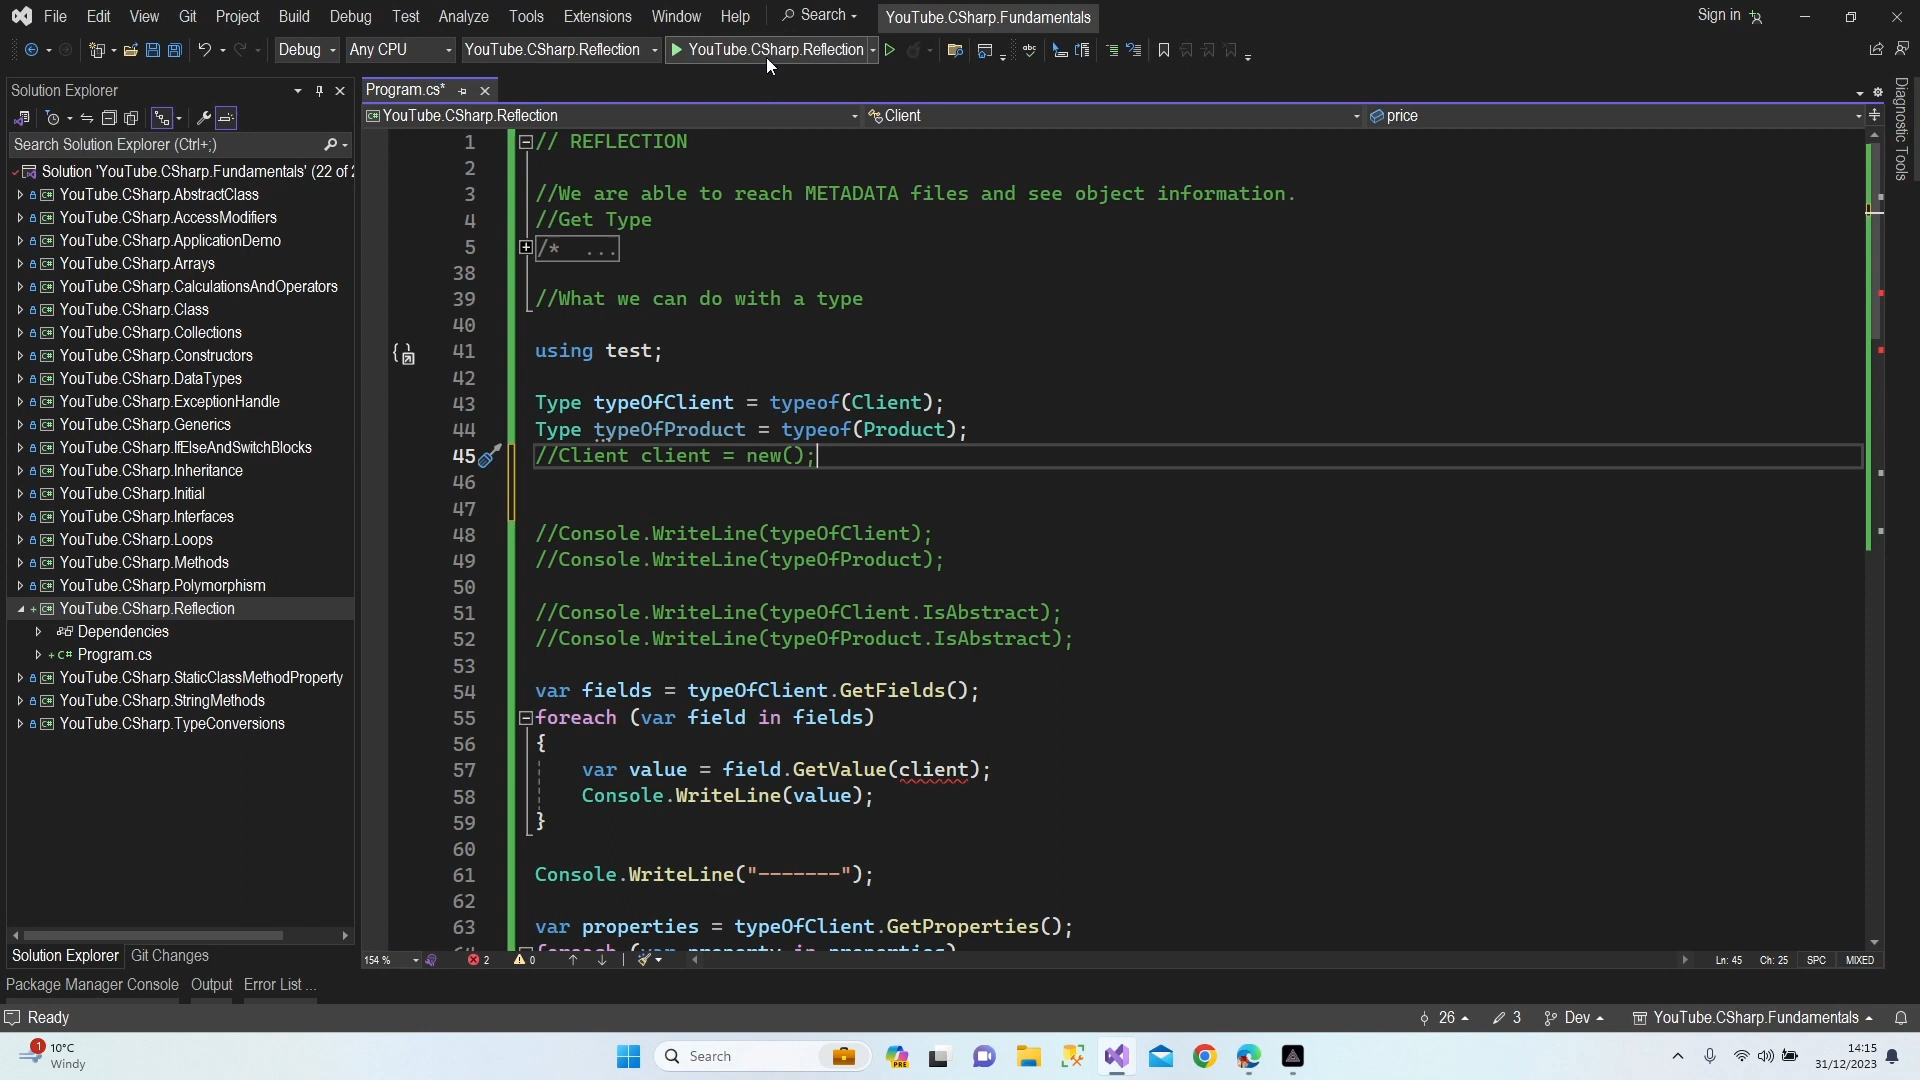 File Edit View Git Project Build Debug Test Analyze Tools Extensions Window Help Search YouTube.CSharp.Fundamentals Sign in
Debug Any CPU YouTube.CSharp.Reflection YouTube.CSharp.Reflection
Solution Explorer
Search Solution Explorer (Ctrl+;)
Solution 'YouTube.CSharp.Fundamentals' (22 of 2
YouTube.CSharp.AbstractClass
YouTube.CSharp.AccessModifiers
YouTube.CSharp.ApplicationDemo
YouTube.CSharp.Arrays
YouTube.CSharp.CalculationsAndOperators
YouTube.CSharp.Class
YouTube.CSharp.Collections
YouTube.CSharp.Constructors
YouTube.CSharp.DataTypes
YouTube.CSharp.ExceptionHandle
YouTube.CSharp.Generics
YouTube.CSharp.IfElseAndSwitchBlocks
YouTube.CSharp.Inheritance
YouTube.CSharp.Initial
YouTube.CSharp.Interfaces
YouTube.CSharp.Loops
YouTube.CSharp.Methods
YouTube.CSharp.Polymorphism
YouTube.CSharp.Reflection
Dependencies
C# Program.cs
YouTube.CSharp.StaticClassMethodProperty
YouTube.CSharp.StringMethods
YouTube.CSharp.TypeConversions
Solution Explorer Git Changes
Program.cs*
YouTube.CSharp.Reflection Client price
1 // REFLECTION
2
3 //We are able to reach METADATA files and see object information.
4 //Get Type
5 /* ...
38
39 //What we can do with a type
40
41 using test;
42
43 Type typeOfClient = typeof(Client);
44 Type typeOfProduct = typeof(Product);
45 //Client client = new();
46
47
48 //Console.WriteLine(typeOfClient);
49 //Console.WriteLine(typeOfProduct);
50
51 //Console.WriteLine(typeOfClient.IsAbstract);
52 //Console.WriteLine(typeOfProduct.IsAbstract);
53
54 var fields = typeOfClient.GetFields();
55 foreach (var field in fields)
56 {
57 var value = field.GetValue(client);
58 Console.WriteLine(value);
59 }
60
61 Console.WriteLine("-------");
62
63 var properties = typeOfClient.GetProperties();
64 foreach (var property in properties)
154 % 2 0 Ln: 45 Ch: 25 SPC MIXED
Diagnostic Tools
Package Manager Console Output Error List ...
Ready 26 3 Dev YouTube.CSharp.Fundamentals
1 10°C
Windy
Search
PRE
14:15
31/12/2023